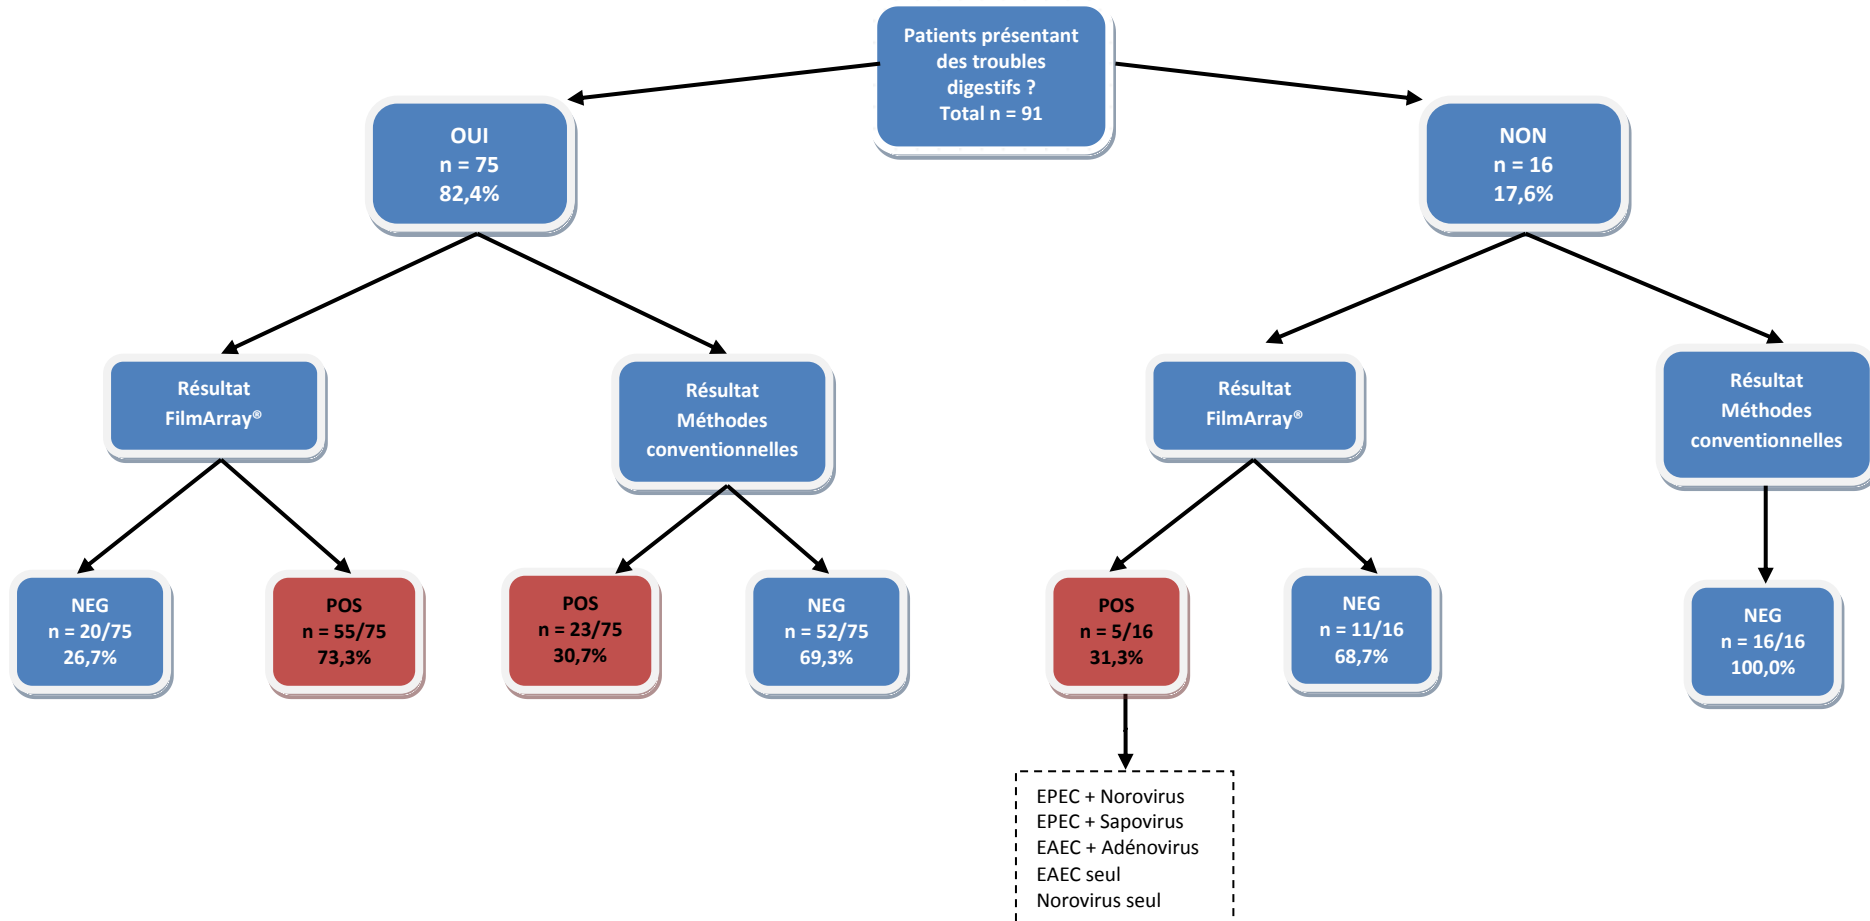 Patients présentant
des troubles
digestifs ?
Total n = 91
OUI
n = 75
82,4%
NON
n = 16
17,6%
Résultat
FilmArray®
Résultat
Méthodes
conventionnelles
Résultat
FilmArray®
Résultat
Méthodes
conventionnelles
NEG
n = 20/75
26,7%
POS
n = 55/75
73,3%
POS
n = 23/75
30,7%
NEG
n = 52/75
69,3%
POS
n = 5/16
31,3%
NEG
n = 11/16
68,7%
NEG
n = 16/16
100,0%
EPEC + Norovirus
EPEC + Sapovirus
EAEC + Adénovirus
EAEC seul
Norovirus seul